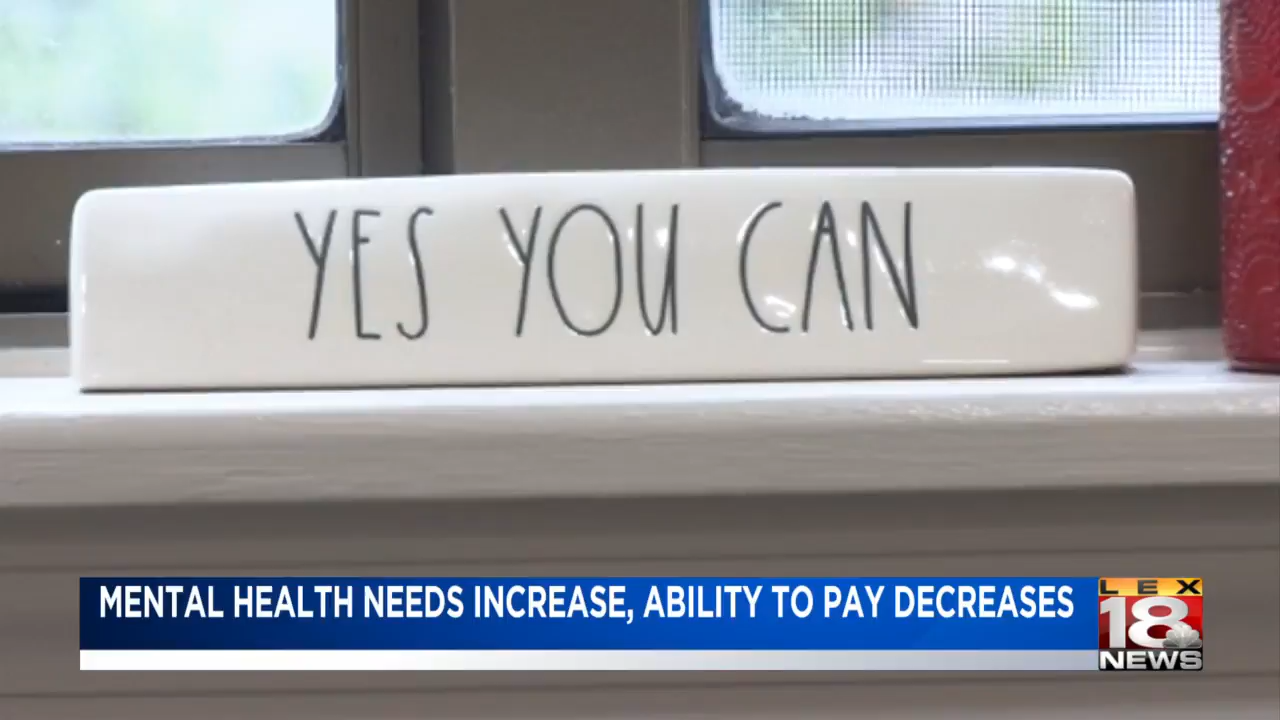 YES YOU CAN
MENTAL HEALTH NEEDS INCREASE, ABILITY TO PAY DECREASES
LEX
18
NEWS